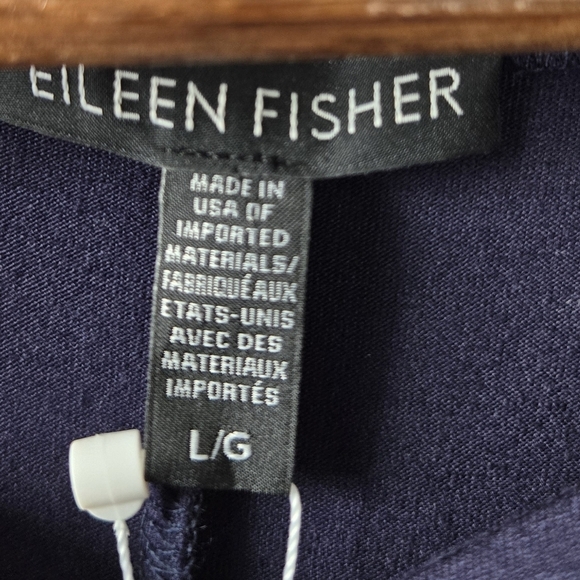 EILEEN FISHER
MADE IN
USA OF
IMPORTED
MATERIALS/
FABRIQUÉAUX
ETATS-UNIS
AVEC DES
MATERIAUX
IMPORTÉS
L/G